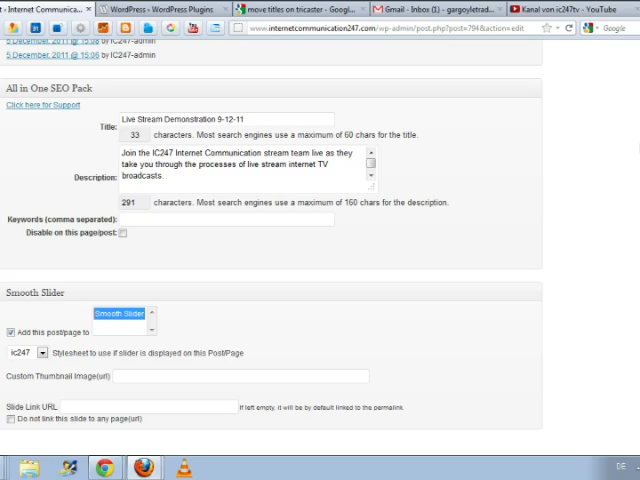 t - Internet Communica...
WordPress - WordPress Plugins
move titles on tricaster - Googl...
Gmail - Inbox (1) - gargoyletrad...
Kanal von ic247tv - YouTube
www.internetcommunication247.com/wp-admin/post.php?post=794&action=edit
Google
5 December, 2011 @ 15:08 by IC247-admin
5 December, 2011 @ 15:06 by IC247-admin
All in One SEO Pack
Click here for Support
Title: Live Stream Demonstration 9-12-11
33 characters. Most search engines use a maximum of 60 chars for the title.
Join the IC247 Internet Communication stream team live as they
take you through the processes of live stream internet TV
Description: broadcasts.
291 characters. Most search engines use a maximum of 160 chars for the description.
Keywords (comma separated):
Disable on this page/post:
Smooth Slider
Smooth Slider
Add this post/page to
ic247 Stylesheet to use if slider is displayed on this Post/Page
Custom Thumbnail Image(url)
Slide Link URL If left empty, it will be by default linked to the permalink.
Do not link this slide to any page(url)
DE